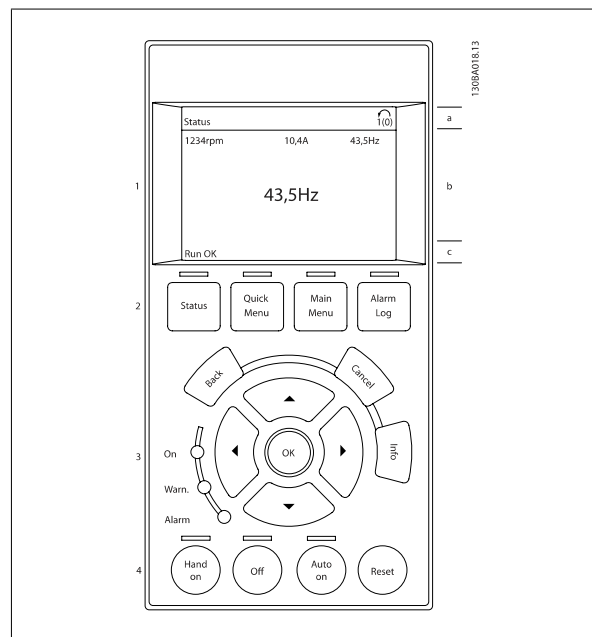 130BA018.13
Status 1(0) a
1234rpm 10,4A 43,5Hz
1 43,5Hz b
Run OK c
2 Status Quick Menu Main Menu Alarm Log
Back Cancel
Info
3 On OK
Warn.
Alarm
4 Hand on Off Auto on Reset